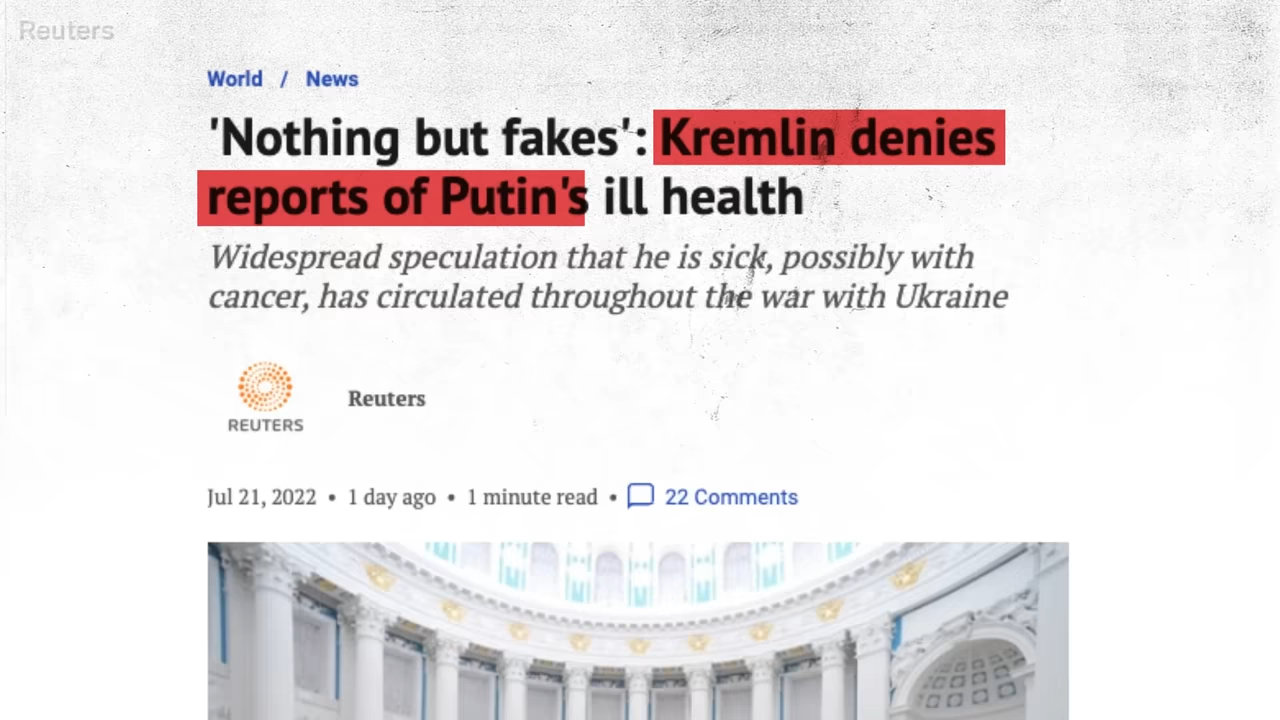 Reuters
World / News
'Nothing but fakes': Kremlin denies
reports of Putin's ill health
Widespread speculation that he is sick, possibly with
cancer, has circulated throughout the war with Ukraine
REUTERS
Reuters
Jul 21, 2022 • 1 day ago • 1 minute read • 22 Comments